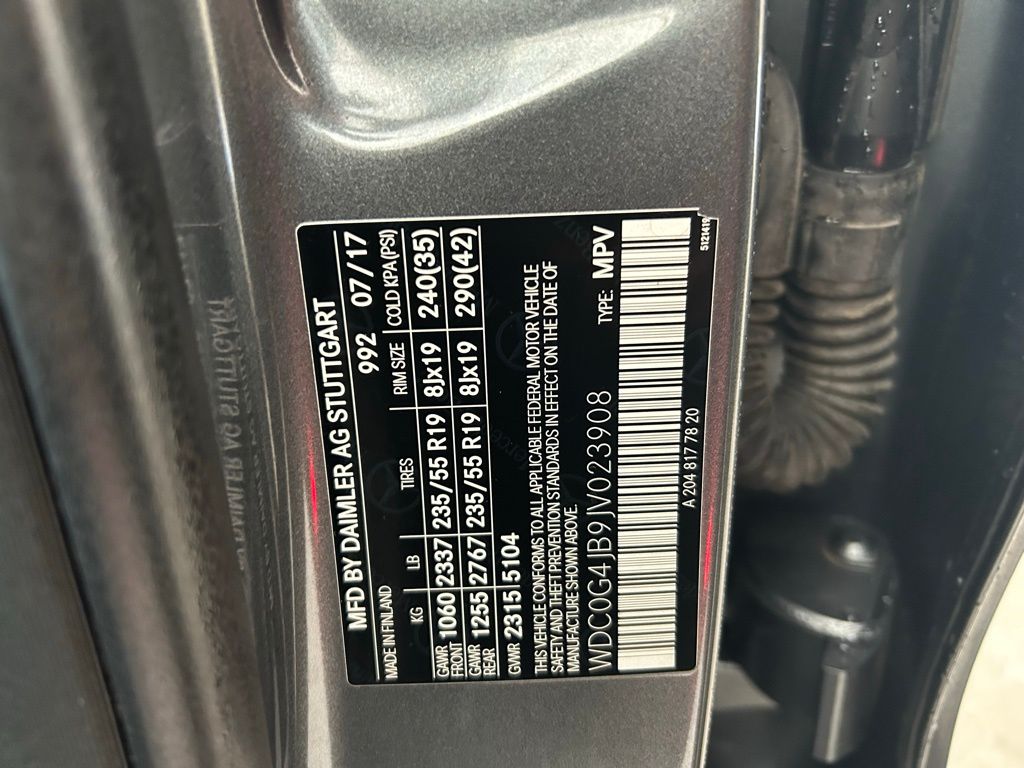 MFD BY DAIMLER AG STUTTGART
992 07/17
MADE IN FINLAND
KG LB TIRES RIM SIZE COLD KPA(PSI)
GAWR FRONT 1060 2337 235/55 R19 8Jx19 240(35)
GAWR REAR 1255 2767 235/55 R19 8Jx19 290(42)
GVWR 2315 5104
THIS VEHICLE CONFORMS TO ALL APPLICABLE FEDERAL MOTOR VEHICLE
SAFETY AND THEFT PREVENTION STANDARDS IN EFFECT ON THE DATE OF
MANUFACTURE SHOWN ABOVE.
WDC0G4JB9JV023908 TYPE: MPV
A 204 817 78 20
5121419